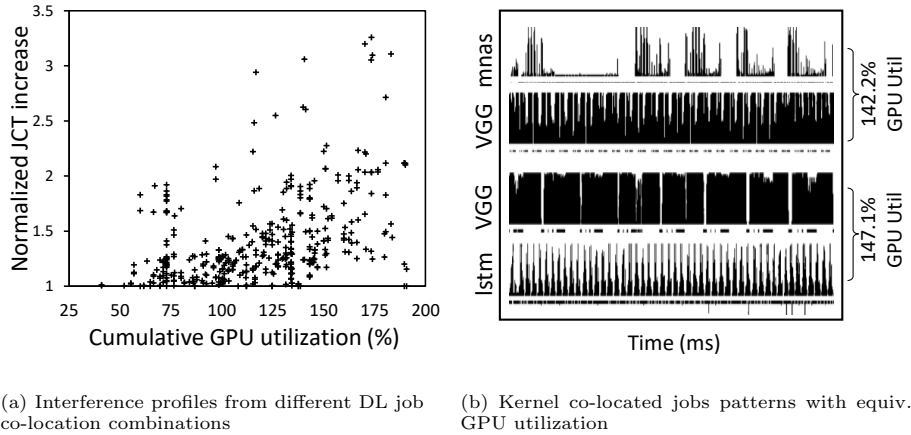 3.5
3
2.5
2
1.5
1
Normalized JCT increase
25
50
75
100
125
150
175
200
Cumulative GPU utilization (%)
mnas
VGG
142.2%
GPU Util
VGG
lstm
147.1%
GPU Util
Time (ms)
(a) Interference profiles from different DL job
co-location combinations
(b) Kernel co-located jobs patterns with equiv.
GPU utilization